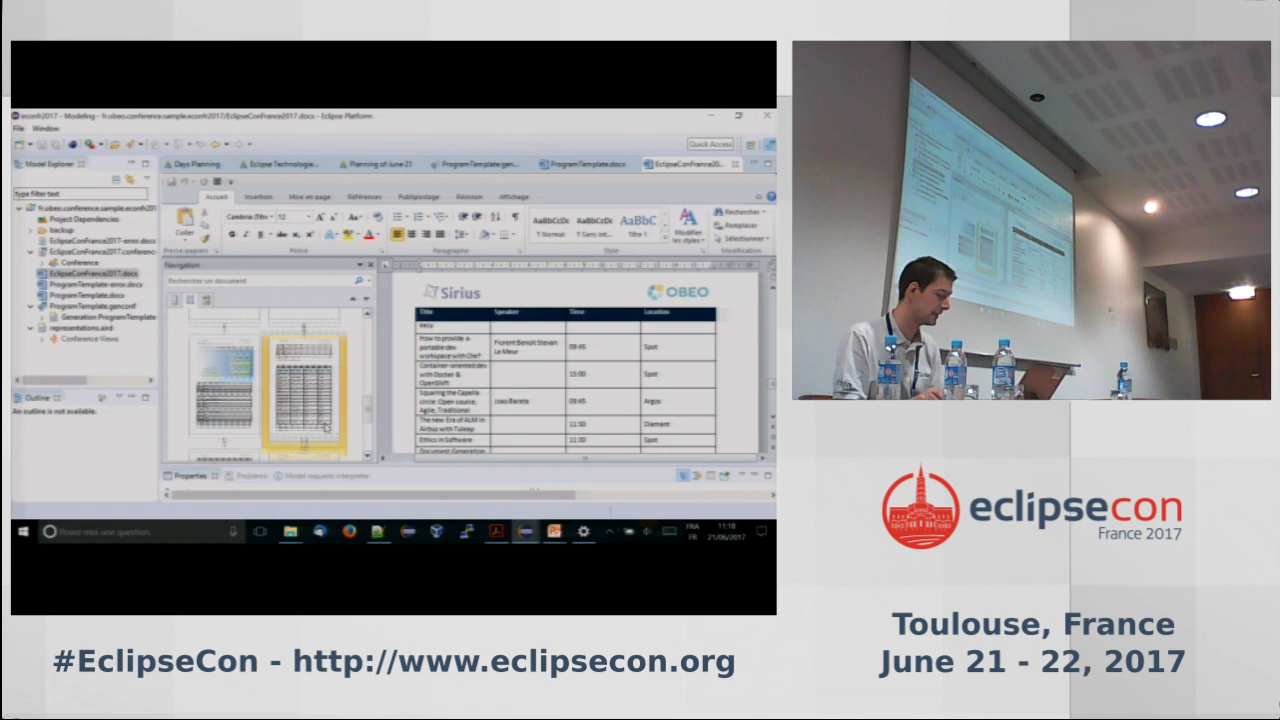 econfr2017 - Modeling - fr.obeo.conference.sample.econfr2017/EclipseConFrance2017.docx - Eclipse Platform
File Window
Quick Access
Model Explorer
Days Planning
Eclipse Technologie...
Planning of June 21
ProgramTemplate.gen...
ProgramTemplate.docx
EclipseConFrance20...
type filter text
fr.obeo.conference.sample.econfr201
Project Dependencies
backup
EclipseConFrance2017-error.docx
EclipseConFrance2017.conferenc
Conference
EclipseConFrance2017.docx
ProgramTemplate-error.docx
ProgramTemplate.docx
ProgramTemplate.genconf
Generation ProgramTemplate
representations.aird
Conference Views
Outline
An outline is not available.
Accueil Insertion Mise en page Références Publipostage Révision Affichage
Coller
Cambria (Titr 12
AaBbCcDc AaBbCcDc AaBbC
¶ Normal ¶ Sans int... Titre 1
Modifier les styles
Rechercher
Remplacer
Sélectionner
Presse-papiers Police Paragraphe Style Modification
Navigation
Rechercher un document
Sirius
OBEO
Title Speaker Time Location
easy
How to provide a portable dev workspace with Che? Florent Benoit Stevan Le Meur 09:45 Spot
Container-oriented dev with Docker & OpenShift 15:00 Spot
Squaring the Capella circle: Open source, Agile, Traditional Joao Barata 09:45 Argos
The new Era of ALM in Airbus with Tuleap 11:30 Diamant
Ethics in Software 11:30 Spot
Document Generation
Properties Problems Model requests interpreter
Posez-moi une question.
FRA
FR
11:18
21/06/2017
eclipsecon
France 2017
Toulouse, France
June 21 - 22, 2017
#EclipseCon - http://www.eclipsecon.org